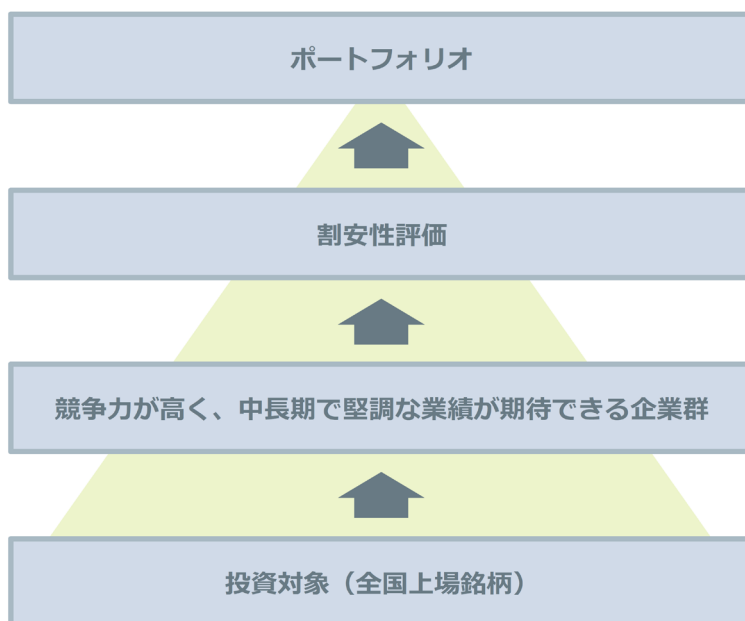 ポートフォリオ
割安性評価
競争力が高く、中長期で堅調な業績が期待できる企業群
投資対象（全国上場銘柄）